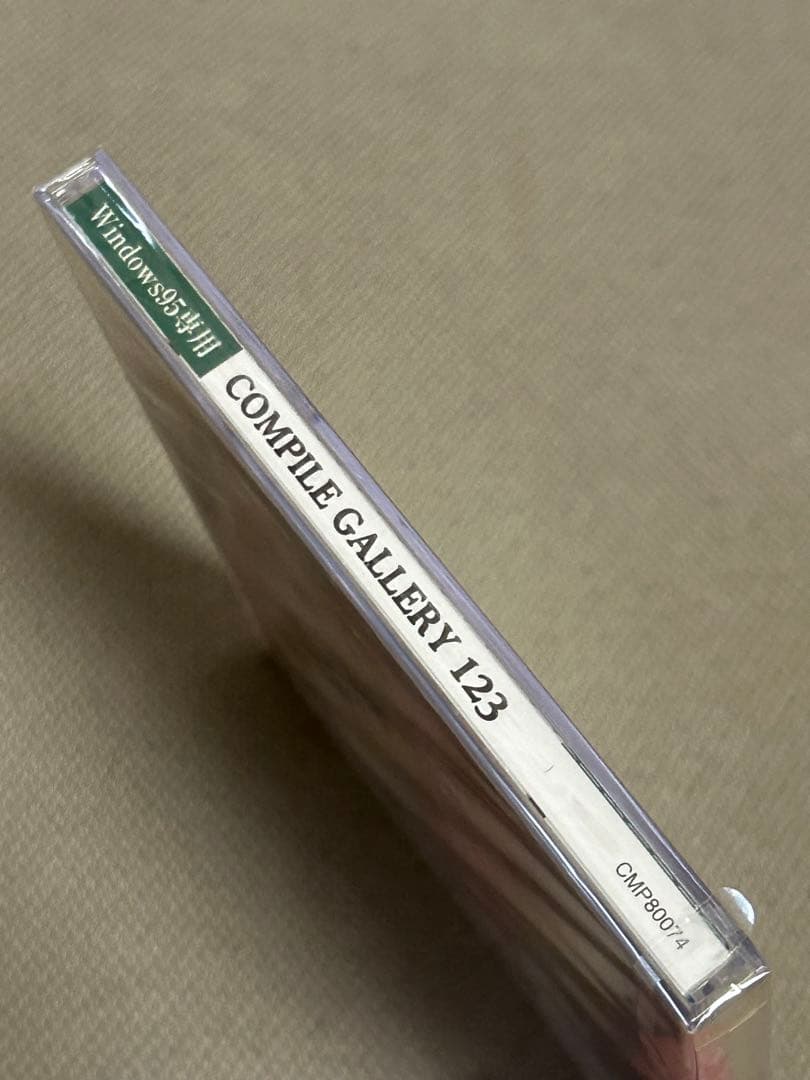 Windows95専用
COMPILE GALLERY 123
CMP80074